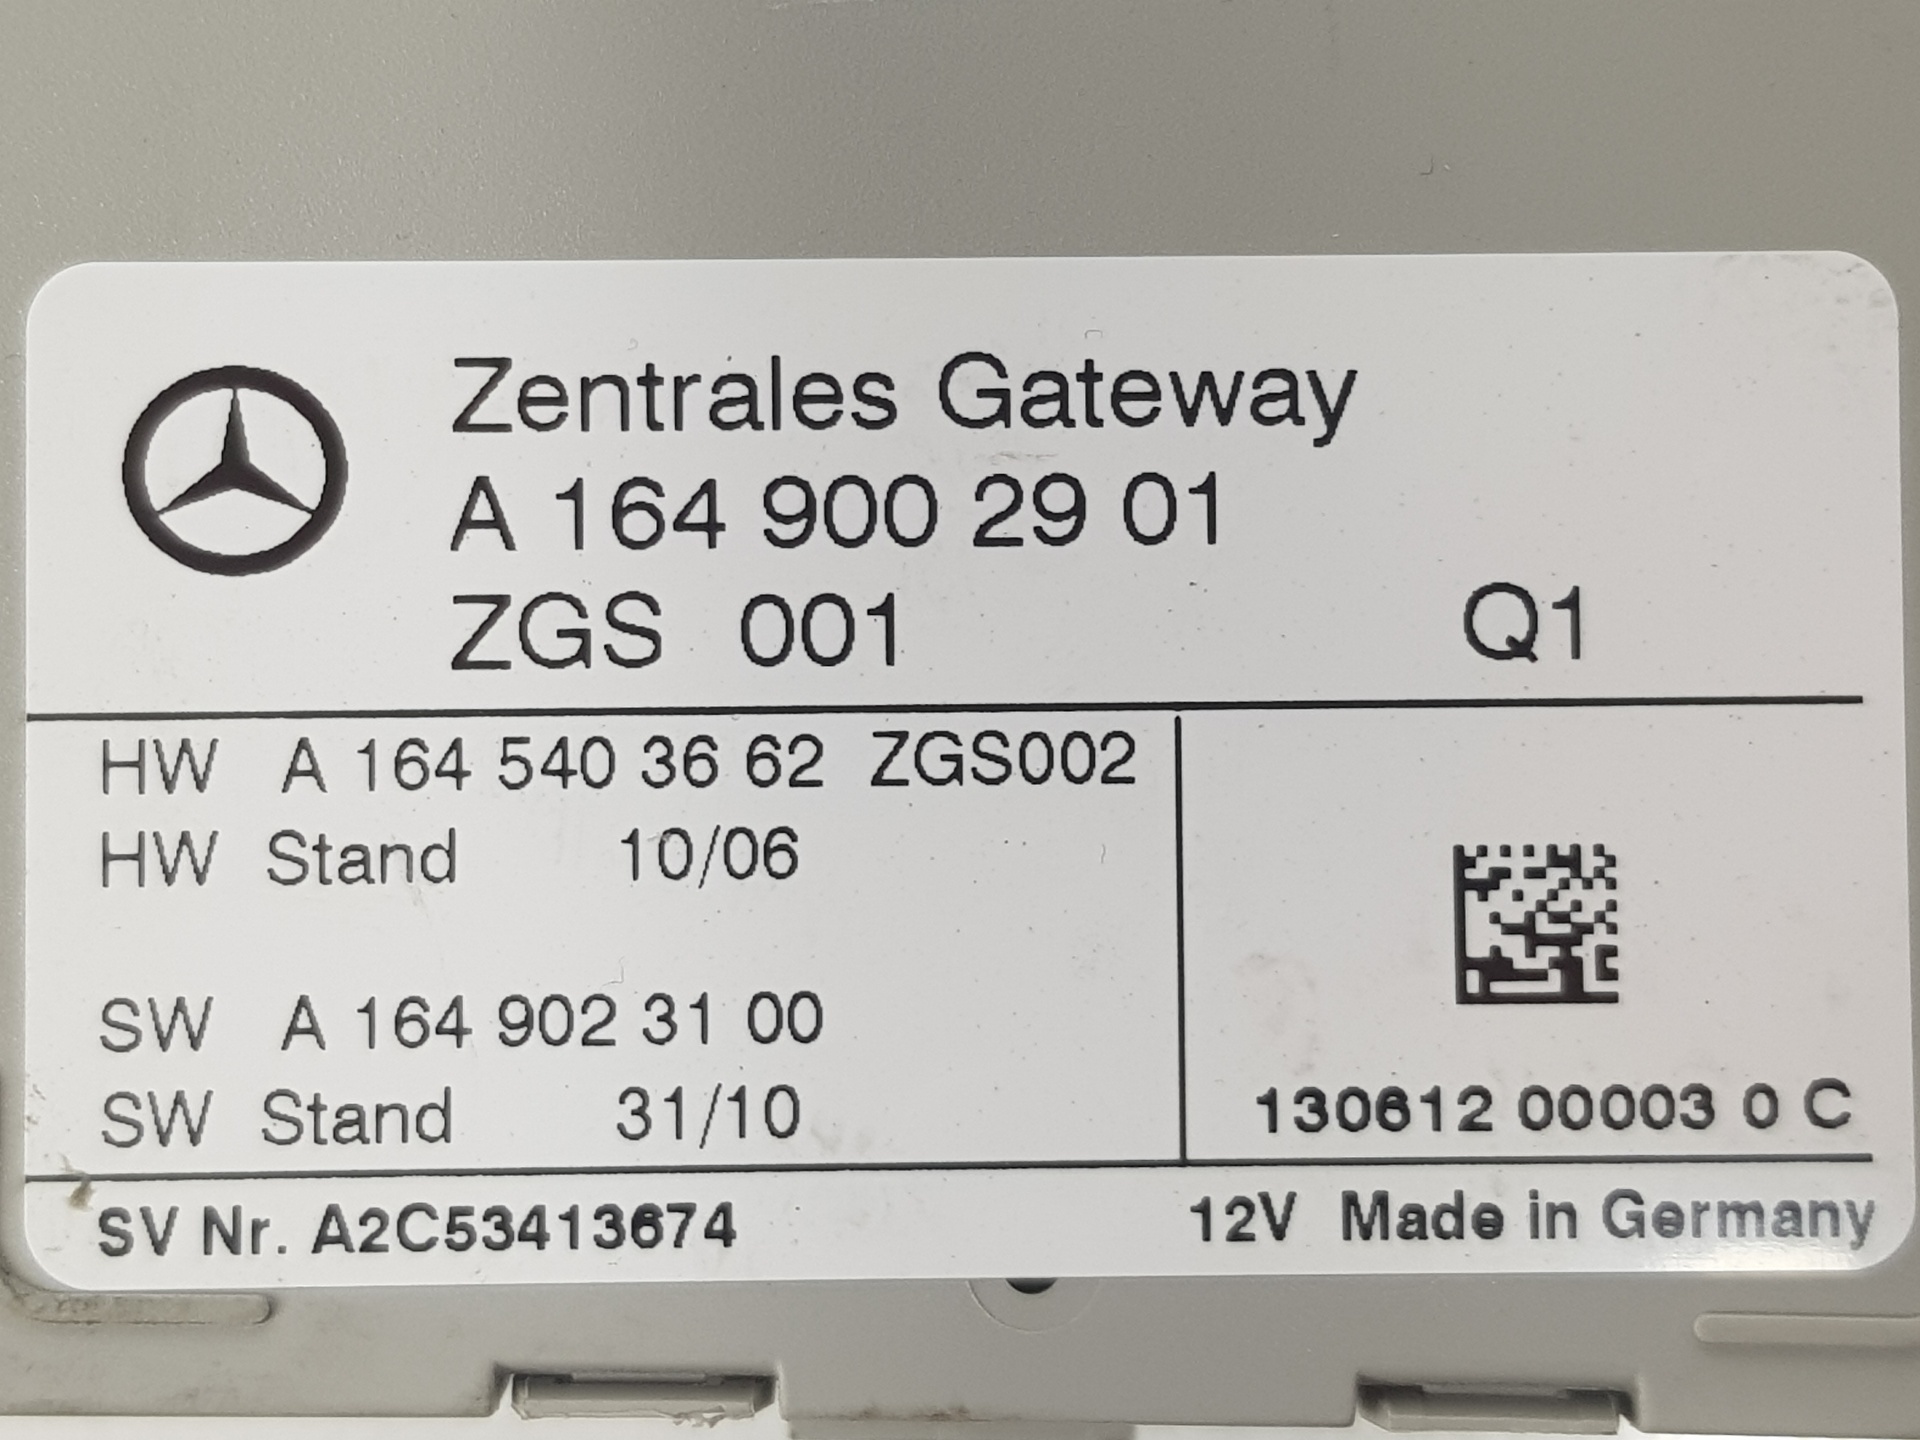 Zentrales Gateway
A 164 900 29 01
ZGS 001 Q1
HW A 164 540 36 62 ZGS002
HW Stand 10/06
SW A 164 902 31 00
SW Stand 31/10
130612 00003 0 C
SV Nr. A2C53413674 12V Made in Germany